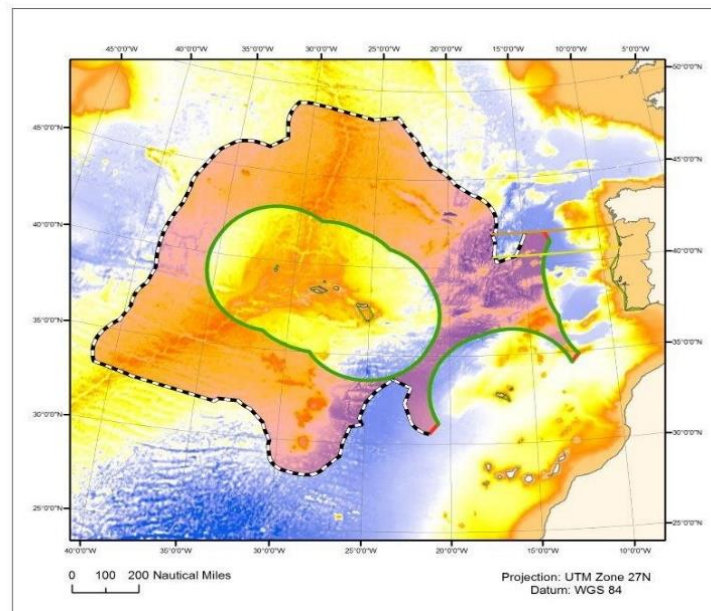 45°0'0"W 40°0'0"W 35°0'0"W 30°0'0"W 25°0'0"W 20°0'0"W 15°0'0"W 10°0'0"W 5°0'0"W
50°0'0"N
45°0'0"N 45°0'0"N
40°0'0"N 40°0'0"N
35°0'0"N 35°0'0"N
30°0'0"N 30°0'0"N
25°0'0"N 25°0'0"N
40°0'0"W 35°0'0"W 30°0'0"W 25°0'0"W 20°0'0"W 15°0'0"W 10°0'0"W
0 100 200 Nautical Miles
Projection: UTM Zone 27N
Datum: WGS 84